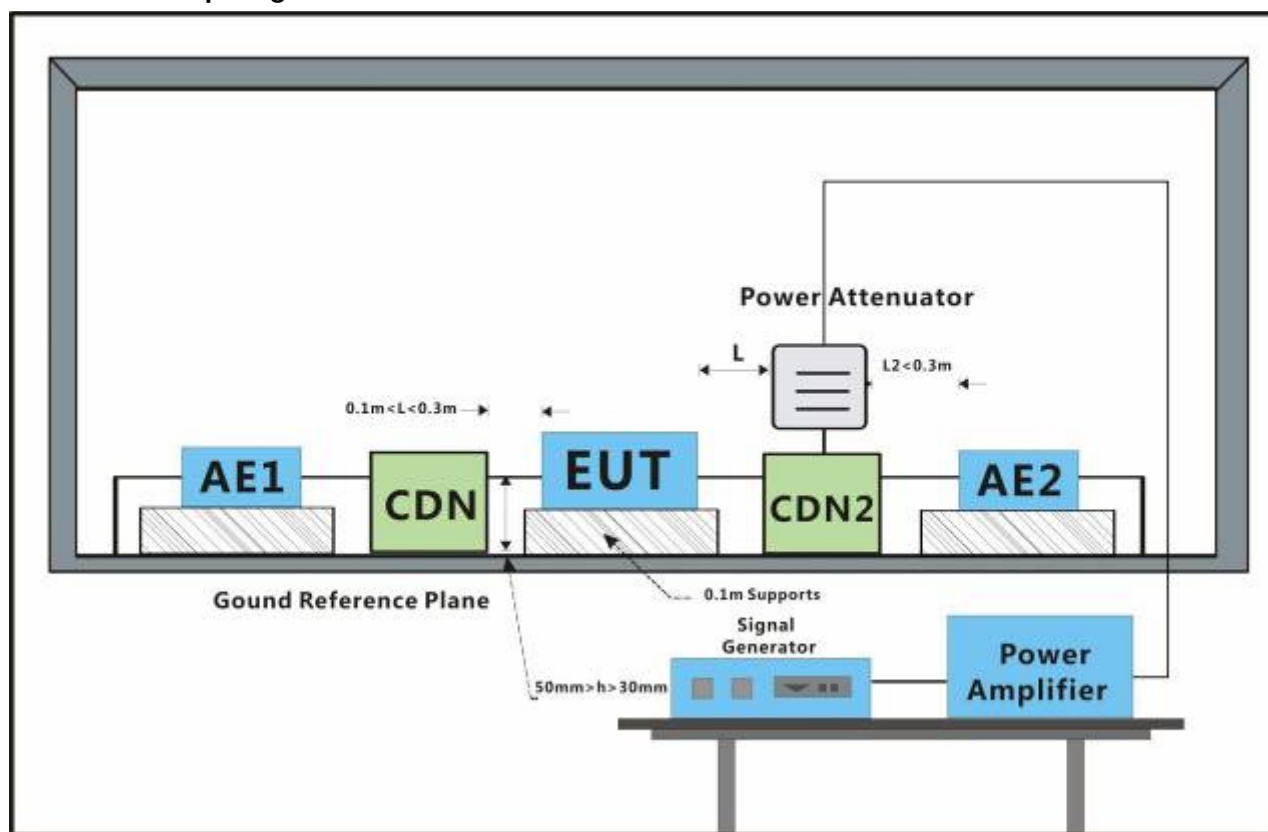 Power Attenuator
L
L2<0.3m
0.1m<L<0.3m
AE1
CDN
EUT
CDN2
AE2
Gound Reference Plane
0.1m Supports
Signal
Generator
50mm>h>30mm
Power
Amplifier